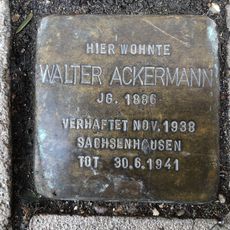 HIER WOHNTE
WALTER ACKERMANN
JG. 1886
VERHAFTET NOV. 1938
SACHSENHAUSEN
TOT 30.6.1941